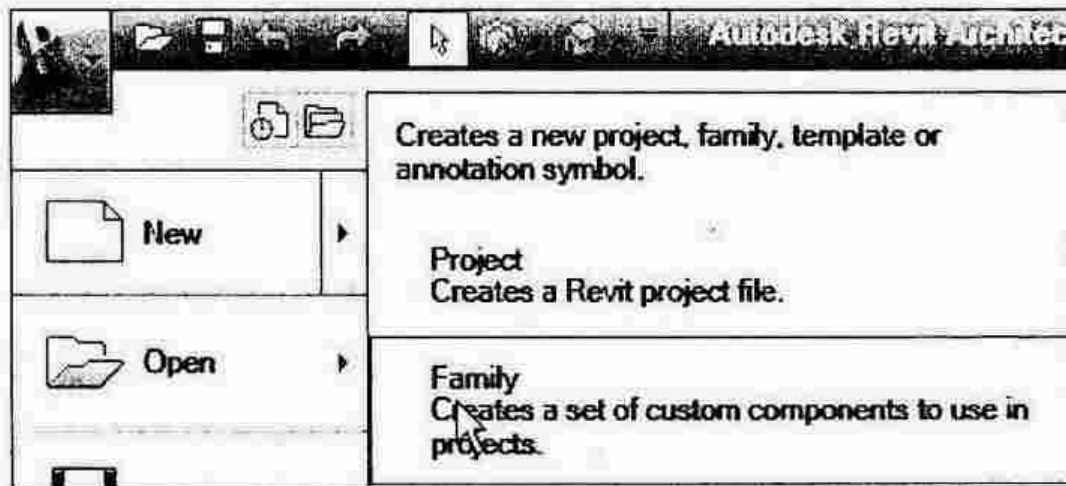 Autodesk Revit Architec
Creates a new project, family, template or
annotation symbol.
New
Project
Creates a Revit project file.
Open
Family
Creates a set of custom components to use in
projects.